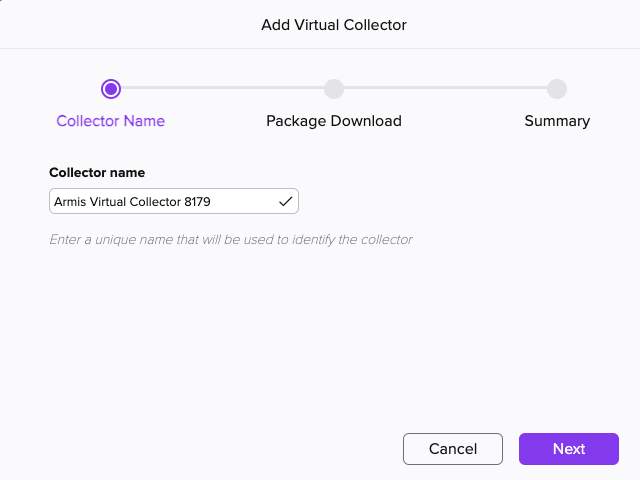 Add Virtual Collector
Collector Name
Package Download
Summary
Collector name
Armis Virtual Collector 8179
Enter a unique name that will be used to identify the collector
Cancel
Next